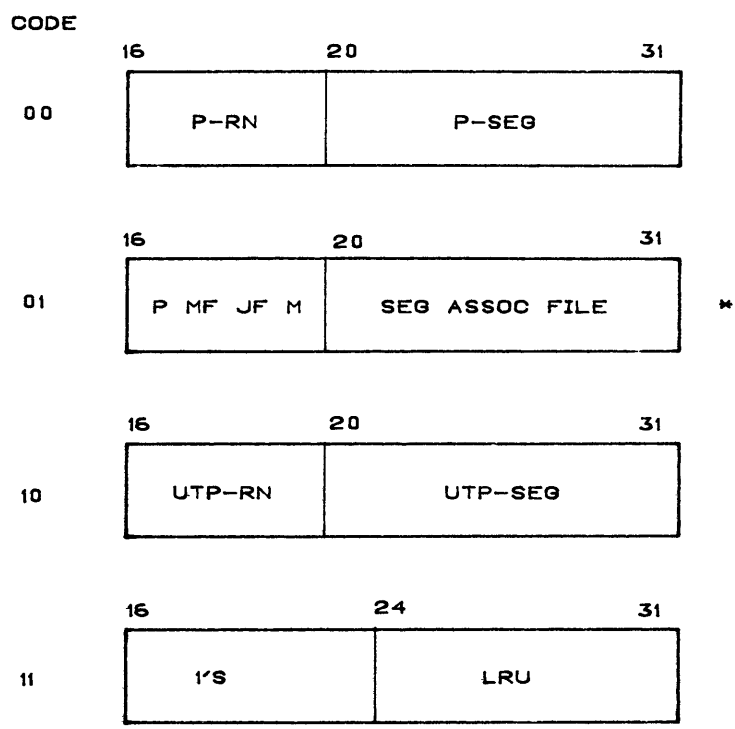 CODE
16 20 31
00 P-RN P-SEG
16 20 31
01 P MF JF M SEG ASSOC FILE *
16 20 31
10 UTP-RN UTP-SEG
16 24 31
11 1'S LRU